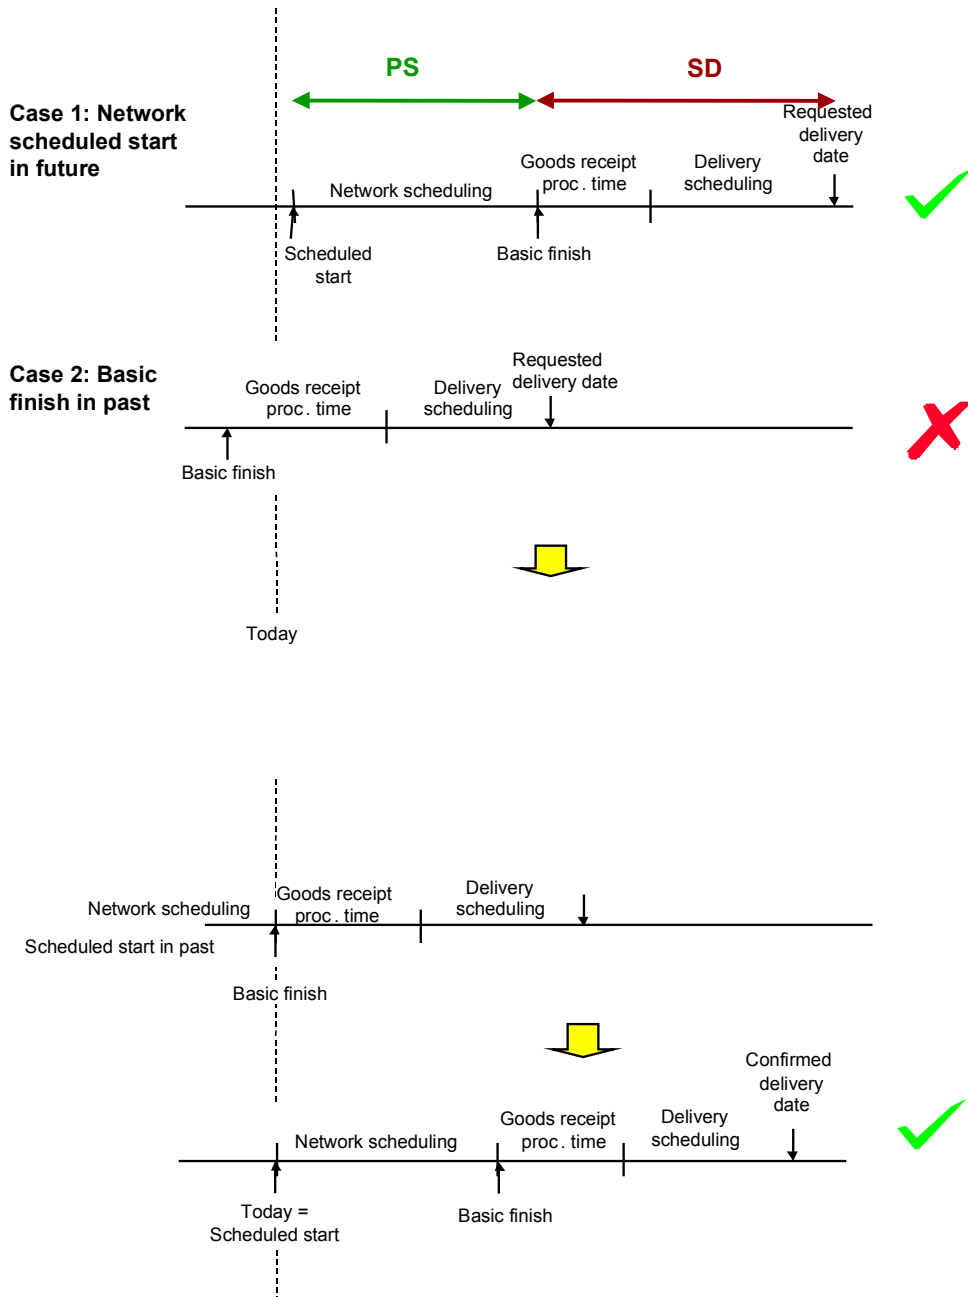 PS
SD
Case 1: Network
scheduled start
in future
Requested
delivery
date
Goods receipt
proc. time
Delivery
scheduling
Network scheduling
Scheduled
start
Basic finish
Case 2: Basic
finish in past
Requested
delivery date
Goods receipt
proc. time
Delivery
scheduling
Basic finish
Today
Network scheduling
Goods receipt
proc. time
Delivery
scheduling
Scheduled start in past
Basic finish
Confirmed
delivery
date
Network scheduling
Goods receipt
proc. time
Delivery
scheduling
Today =
Scheduled start
Basic finish